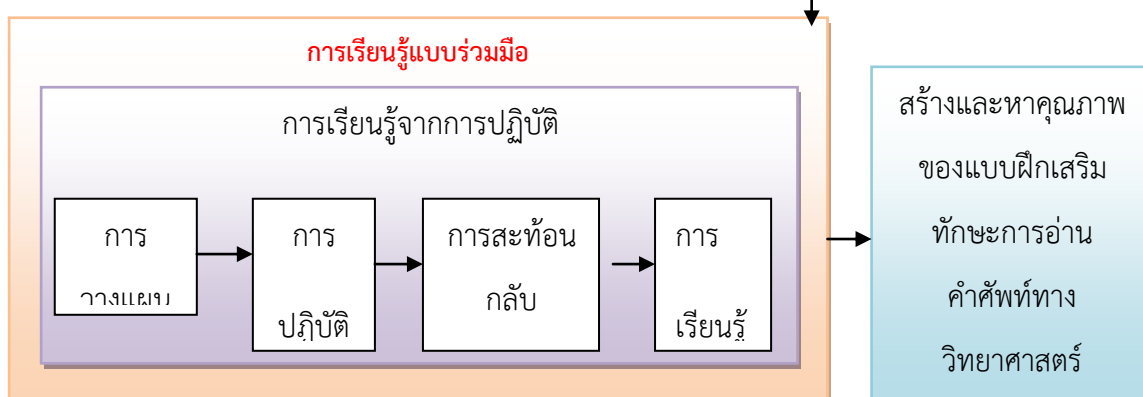 การเรียนรู้แบบร่วมมือ
การเรียนรู้จากการปฏิบัติ
การ
วางแผน
การ
ปฏิบัติ
การสะท้อน
กลับ
การ
เรียนรู้
สร้างและหาคุณภาพ
ของแบบฝึกเสริม
ทักษะการอ่าน
คำศัพท์ทาง
วิทยาศาสตร์